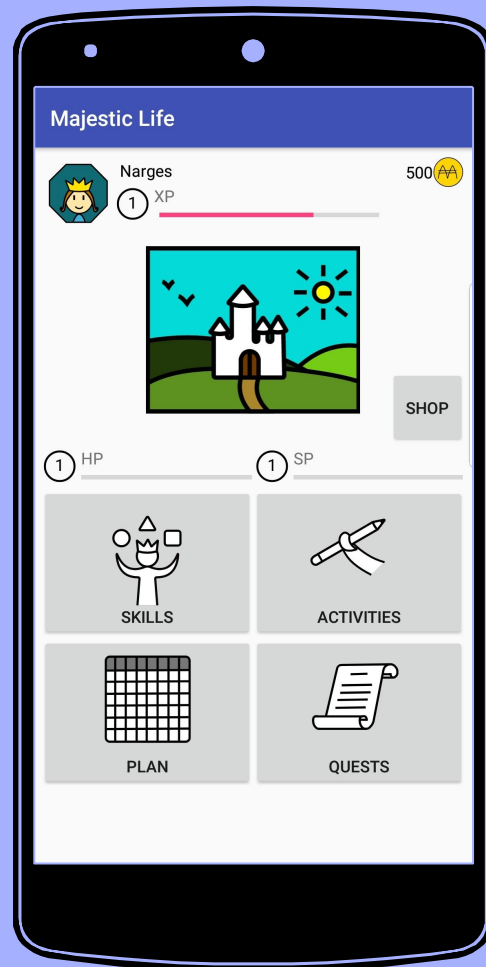 Majestic Life
Narges
500
1 XP
SHOP
1 HP
1 SP
SKILLS
ACTIVITIES
PLAN
QUESTS